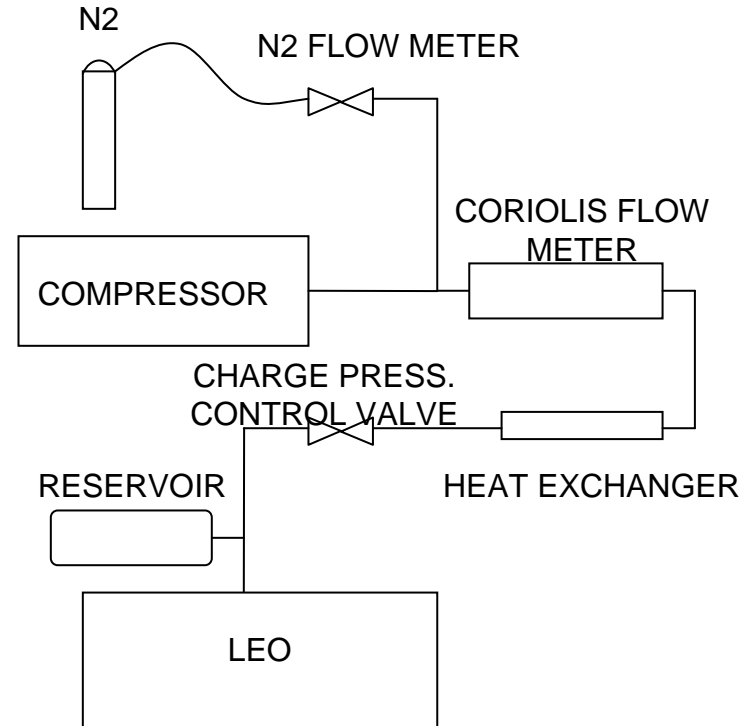 N2
N2 FLOW METER
CORIOLIS FLOW
METER
COMPRESSOR
CHARGE PRESS.
CONTROL VALVE
RESERVOIR
HEAT EXCHANGER
LEO